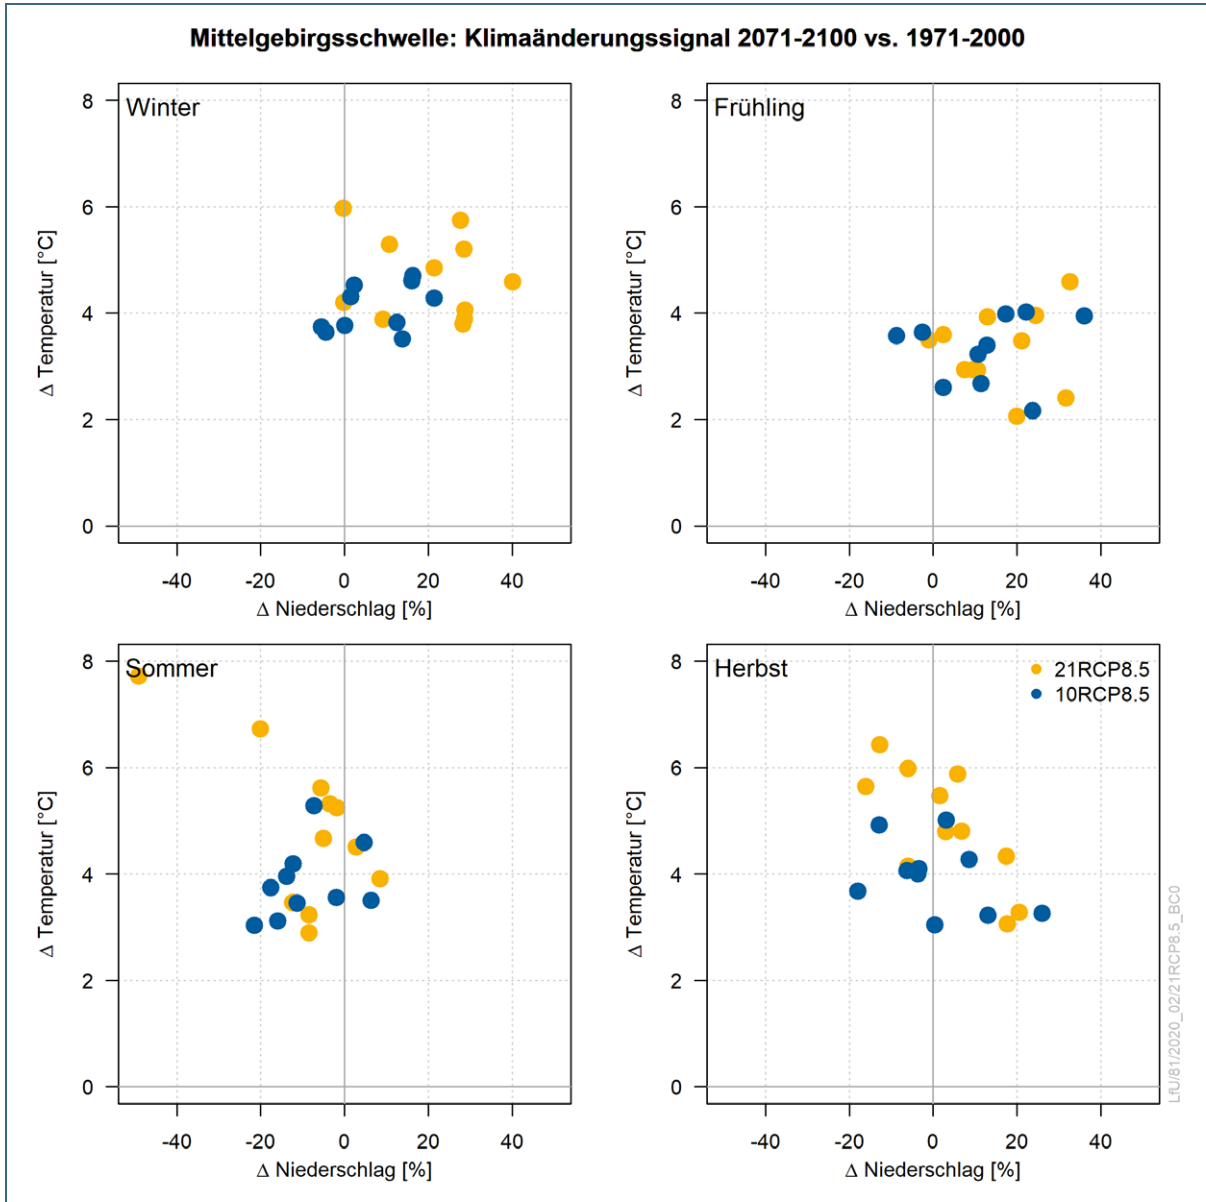 Mittelgebirgsschwelle: Klimaänderungssignal 2071-2100 vs. 1971-2000
Winter
8
6
4
2
0
Δ Temperatur [°C]
-40 -20 0 20 40
Δ Niederschlag [%]
Frühling
8
6
4
2
0
Δ Temperatur [°C]
-40 -20 0 20 40
Δ Niederschlag [%]
Sommer
8
6
4
2
0
Δ Temperatur [°C]
-40 -20 0 20 40
Δ Niederschlag [%]
Herbst
21RCP8.5
10RCP8.5
8
6
4
2
0
Δ Temperatur [°C]
-40 -20 0 20 40
Δ Niederschlag [%]
LfU/81/2020_02/21RCP8.5_BC0